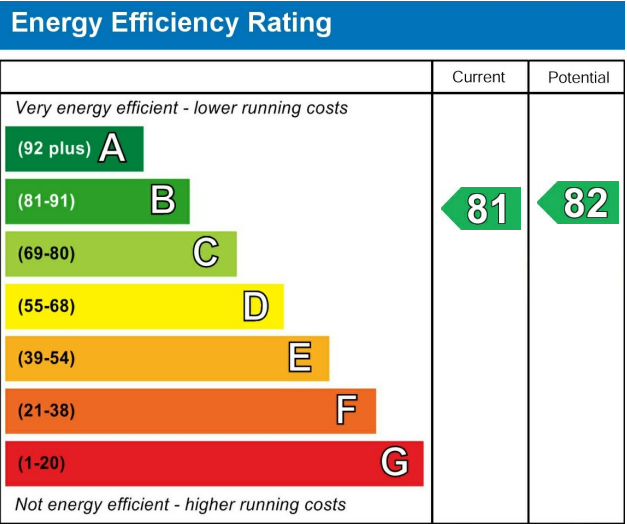 Energy Efficiency Rating
Current Potential
Very energy efficient - lower running costs
(92 plus) A
(81-91) B 81 82
(69-80) C
(55-68) D
(39-54) E
(21-38) F
(1-20) G
Not energy efficient - higher running costs